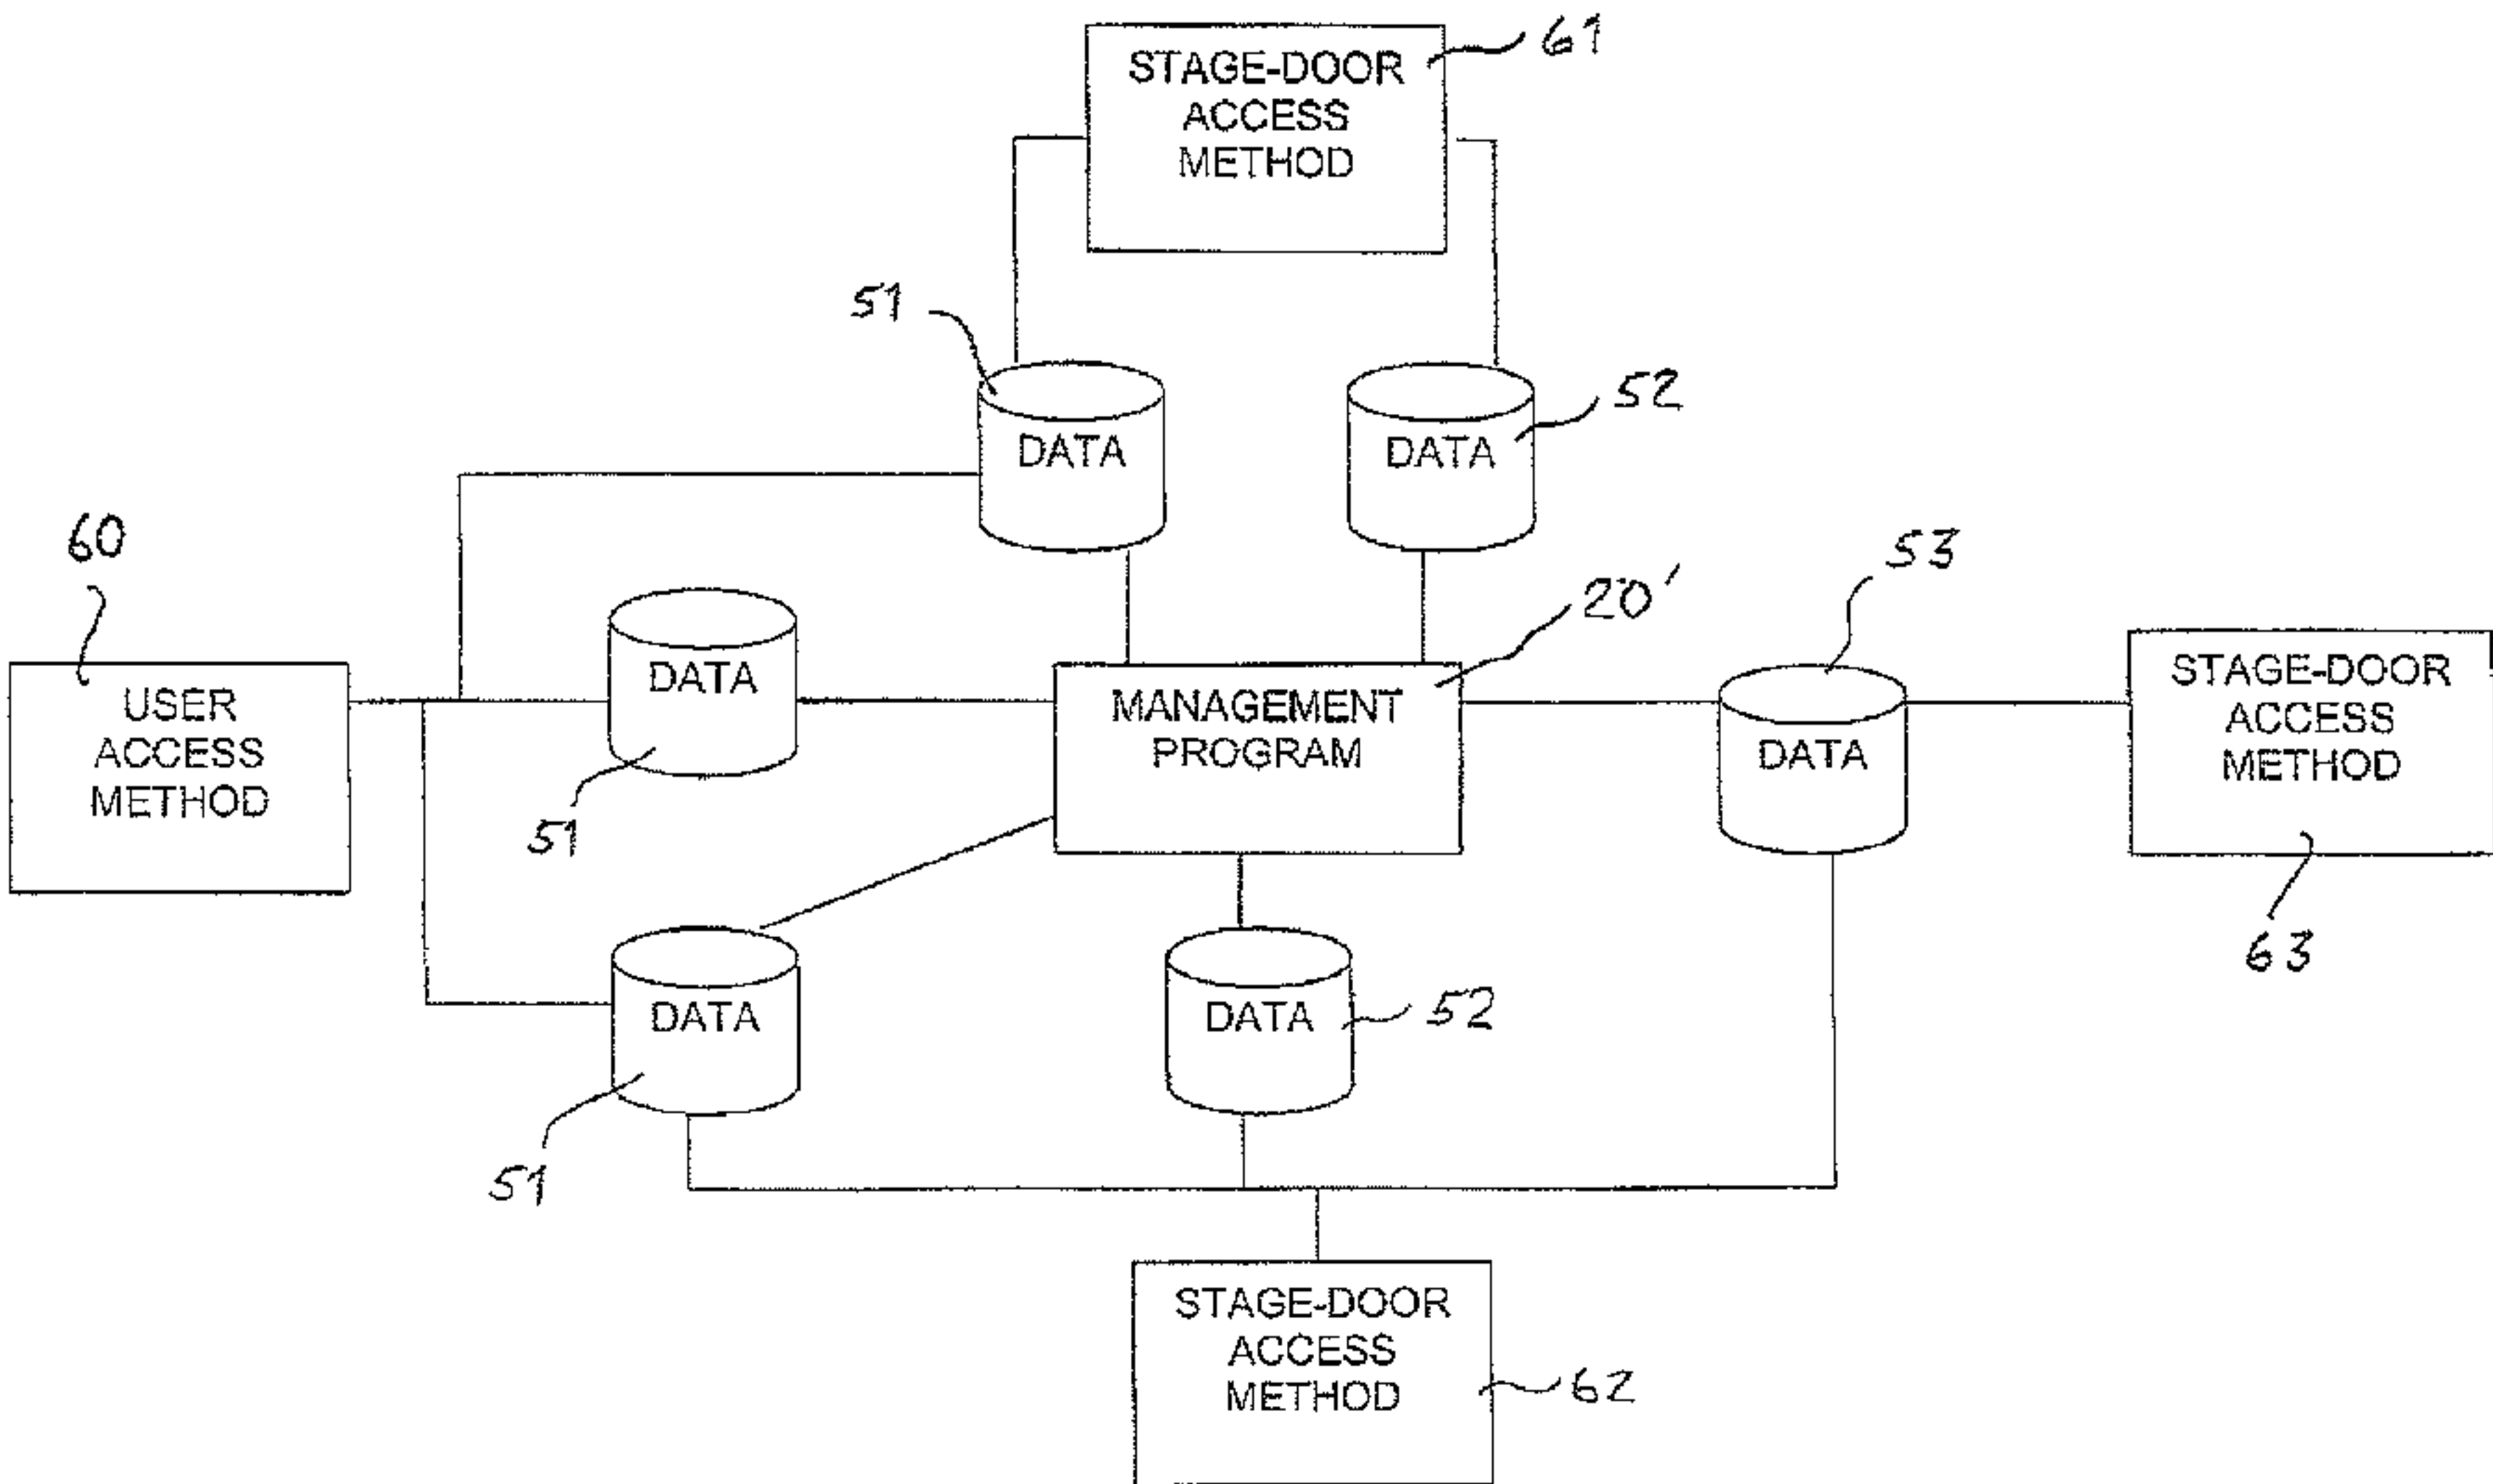 61
STAGE-DOOR
ACCESS
METHOD
51
52
DATA
DATA
60
53
20'
USER
ACCESS
METHOD
DATA
51
MANAGEMENT
PROGRAM
DATA
STAGE-DOOR
ACCESS
METHOD
63
DATA
51
DATA
52
STAGE-DOOR
ACCESS
METHOD
62